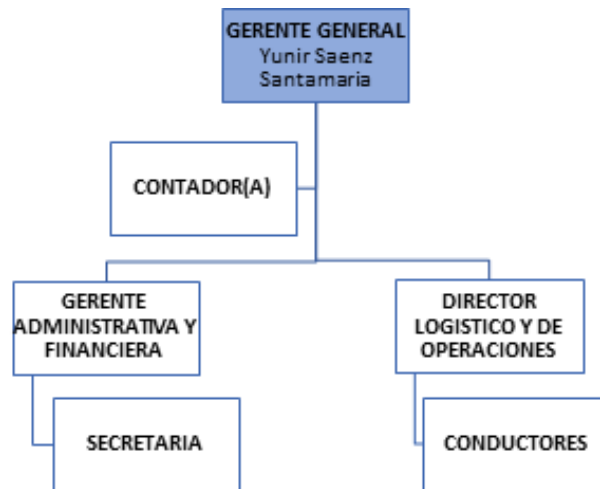 GERENTE GENERAL
Yunir Saenz
Santamaria
CONTADOR(A)
GERENTE
ADMINISTRATIVA Y
FINANCIERA
DIRECTOR
LOGISTICO Y DE
OPERACIONES
SECRETARIA
CONDUCTORES